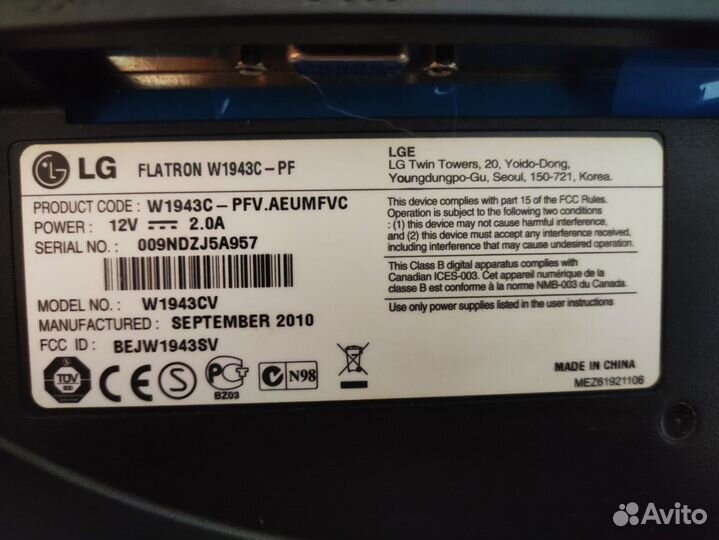 LG FLATRON W1943C-PF
PRODUCT CODE : W1943C-PFV.AEUMFVC
POWER : 12V ⎓ 2.0A
SERIAL NO. : 009NDZJ5A957
MODEL NO. : W1943CV
MANUFACTURED : SEPTEMBER 2010
FCC ID : BEJW1943SV
TÜV
CE
S
PCT
BZ03
C N98
LGE
LG Twin Towers, 20, Yoido-Dong,
Youngdungpo-Gu, Seoul, 150-721, Korea.
This device complies with part 15 of the FCC Rules.
Operation is subject to the following two conditions
: (1) this device may not cause harmful interference,
and (2) this device must accept any interference received,
including interference that may cause undesired operation.
This Class B digital apparatus complies with
Canadian ICES-003. Cet appareil numérique de la
classe B est conforme à la norme NMB-003 du Canada.
Use only power supplies listed in the user instructions
MADE IN CHINA
MEZ61921106
Avito